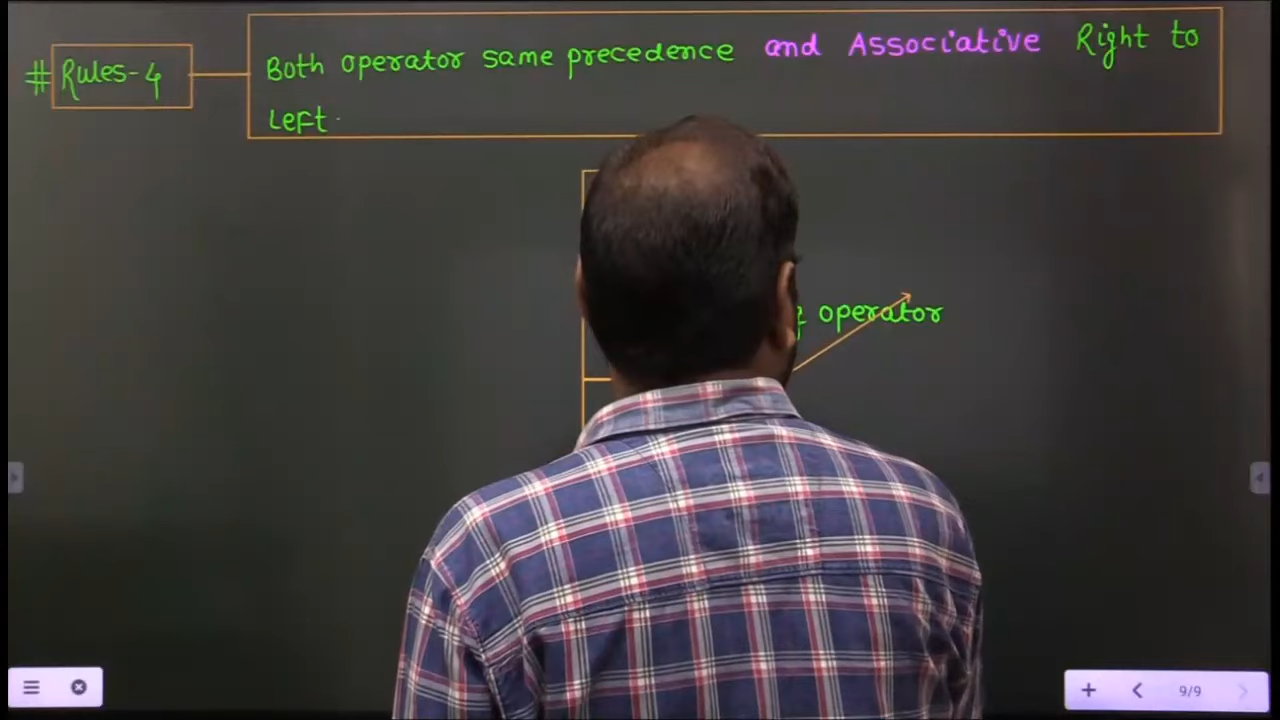 # Rules-4
Both operator same precedence and Associative Right to
Left.
operator
9/9